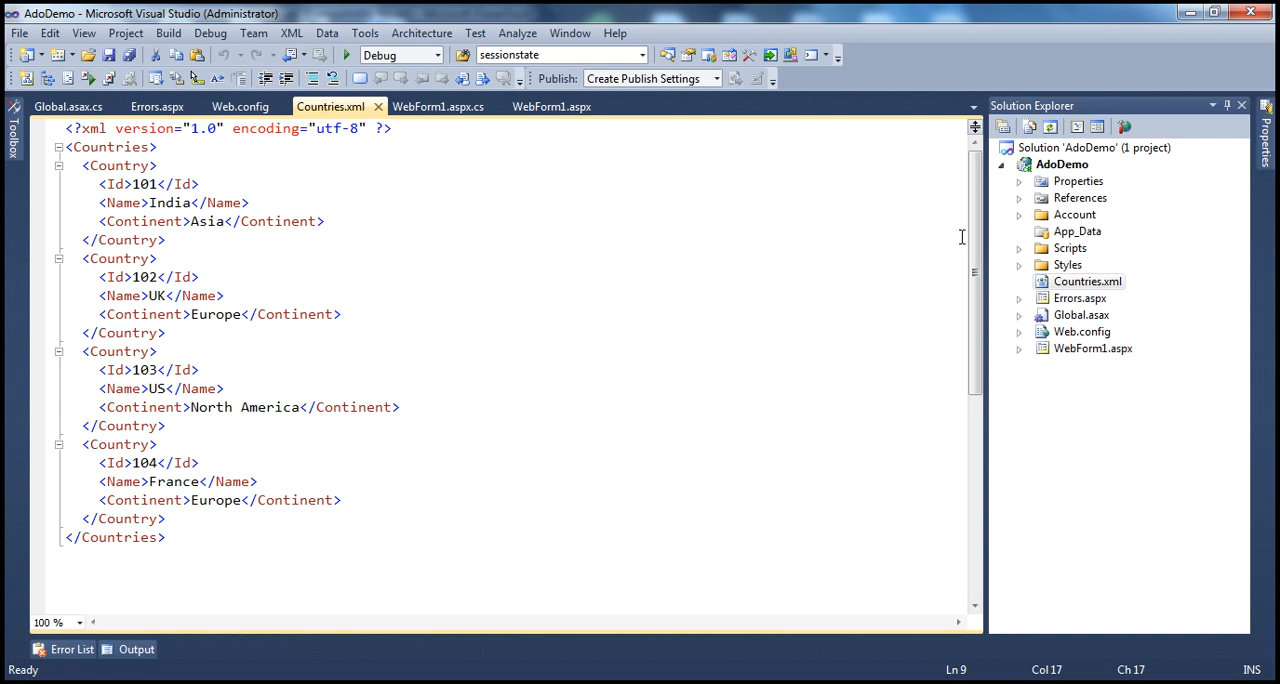 AdoDemo - Microsoft Visual Studio (Administrator)
File Edit View Project Build Debug Team XML Data Tools Architecture Test Analyze Window Help
Debug sessionstate
Publish: Create Publish Settings
Global.asax.cs Errors.aspx Web.config Countries.xml WebForm1.aspx.cs WebForm1.aspx
Toolbox
<?xml version="1.0" encoding="utf-8" ?>
<Countries>
<Country>
<Id>101</Id>
<Name>India</Name>
<Continent>Asia</Continent>
</Country>
<Country>
<Id>102</Id>
<Name>UK</Name>
<Continent>Europe</Continent>
</Country>
<Country>
<Id>103</Id>
<Name>US</Name>
<Continent>North America</Continent>
</Country>
<Country>
<Id>104</Id>
<Name>France</Name>
<Continent>Europe</Continent>
</Country>
</Countries>
100 %
Solution Explorer
Solution 'AdoDemo' (1 project)
AdoDemo
Properties
References
Account
App_Data
Scripts
Styles
Countries.xml
Errors.aspx
Global.asax
Web.config
WebForm1.aspx
Properties
Error List Output
Ready Ln 9 Col 17 Ch 17 INS